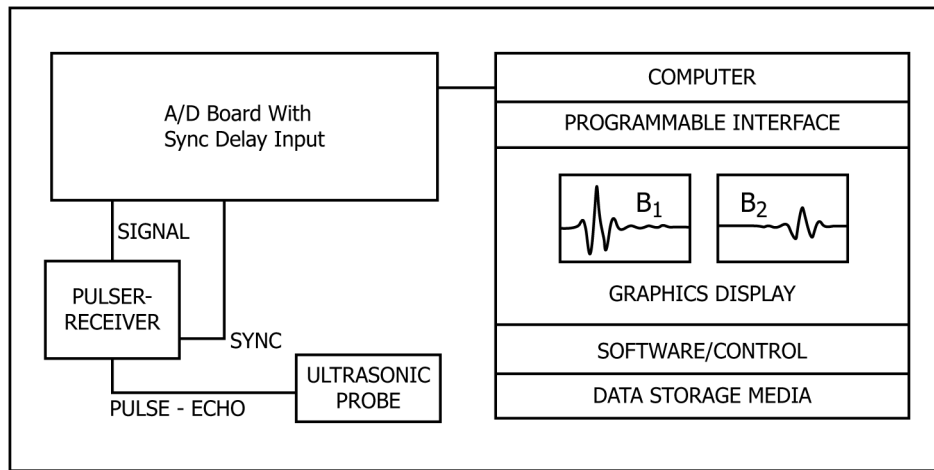 A/D Board With
Sync Delay Input
SIGNAL
PULSER-
RECEIVER
SYNC
PULSE - ECHO
ULTRASONIC
PROBE
COMPUTER
PROGRAMMABLE INTERFACE
B1
B2
GRAPHICS DISPLAY
SOFTWARE/CONTROL
DATA STORAGE MEDIA